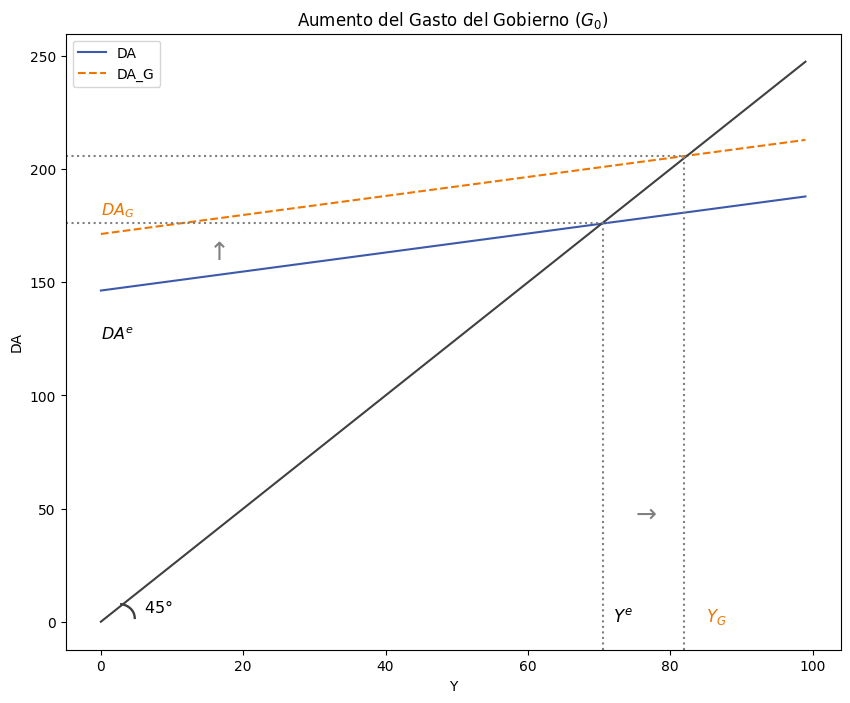 Aumento del Gasto del Gobierno (G₀)
DA
DA_G
250
200
150
100
50
0
DA
DA_G
↑
DAᵉ
→
45°
Yᵉ
Y_G
0
20
40
60
80
100
Y